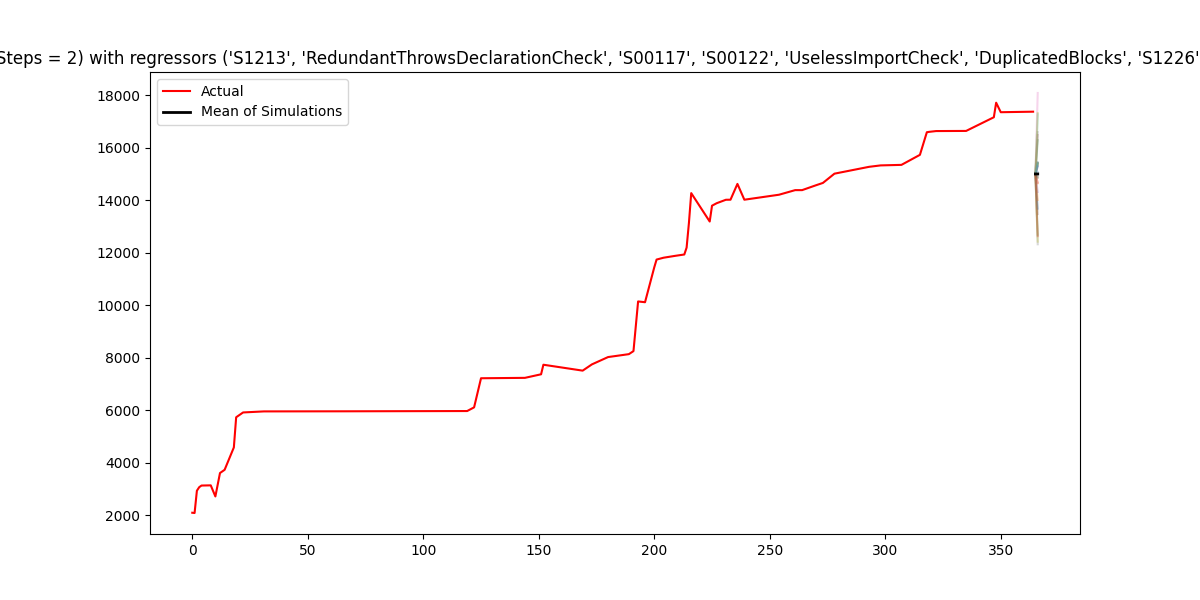 Steps = 2) with regressors ('S1213', 'RedundantThrowsDeclarationCheck', 'S00117', 'S00122', 'UselessImportCheck', 'DuplicatedBlocks', 'S1226'
Actual
Mean of Simulations
18000
16000
14000
12000
10000
8000
6000
4000
2000
0 50 100 150 200 250 300 350